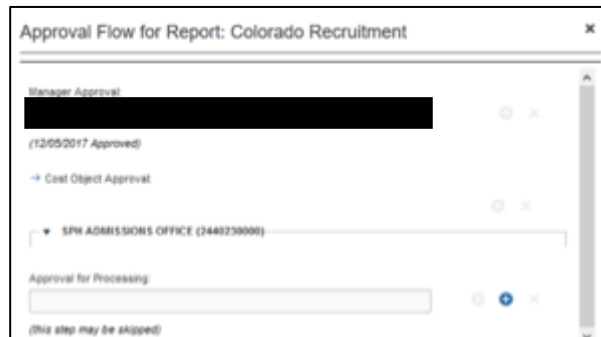 Approval Flow for Report: Colorado Recruitment
Manager Approval:
(12/05/2017 Approved)
→ Cost Object Approval:
SPH ADMISSIONS OFFICE (2440230000)
Approval for Processing:
(this step may be skipped)